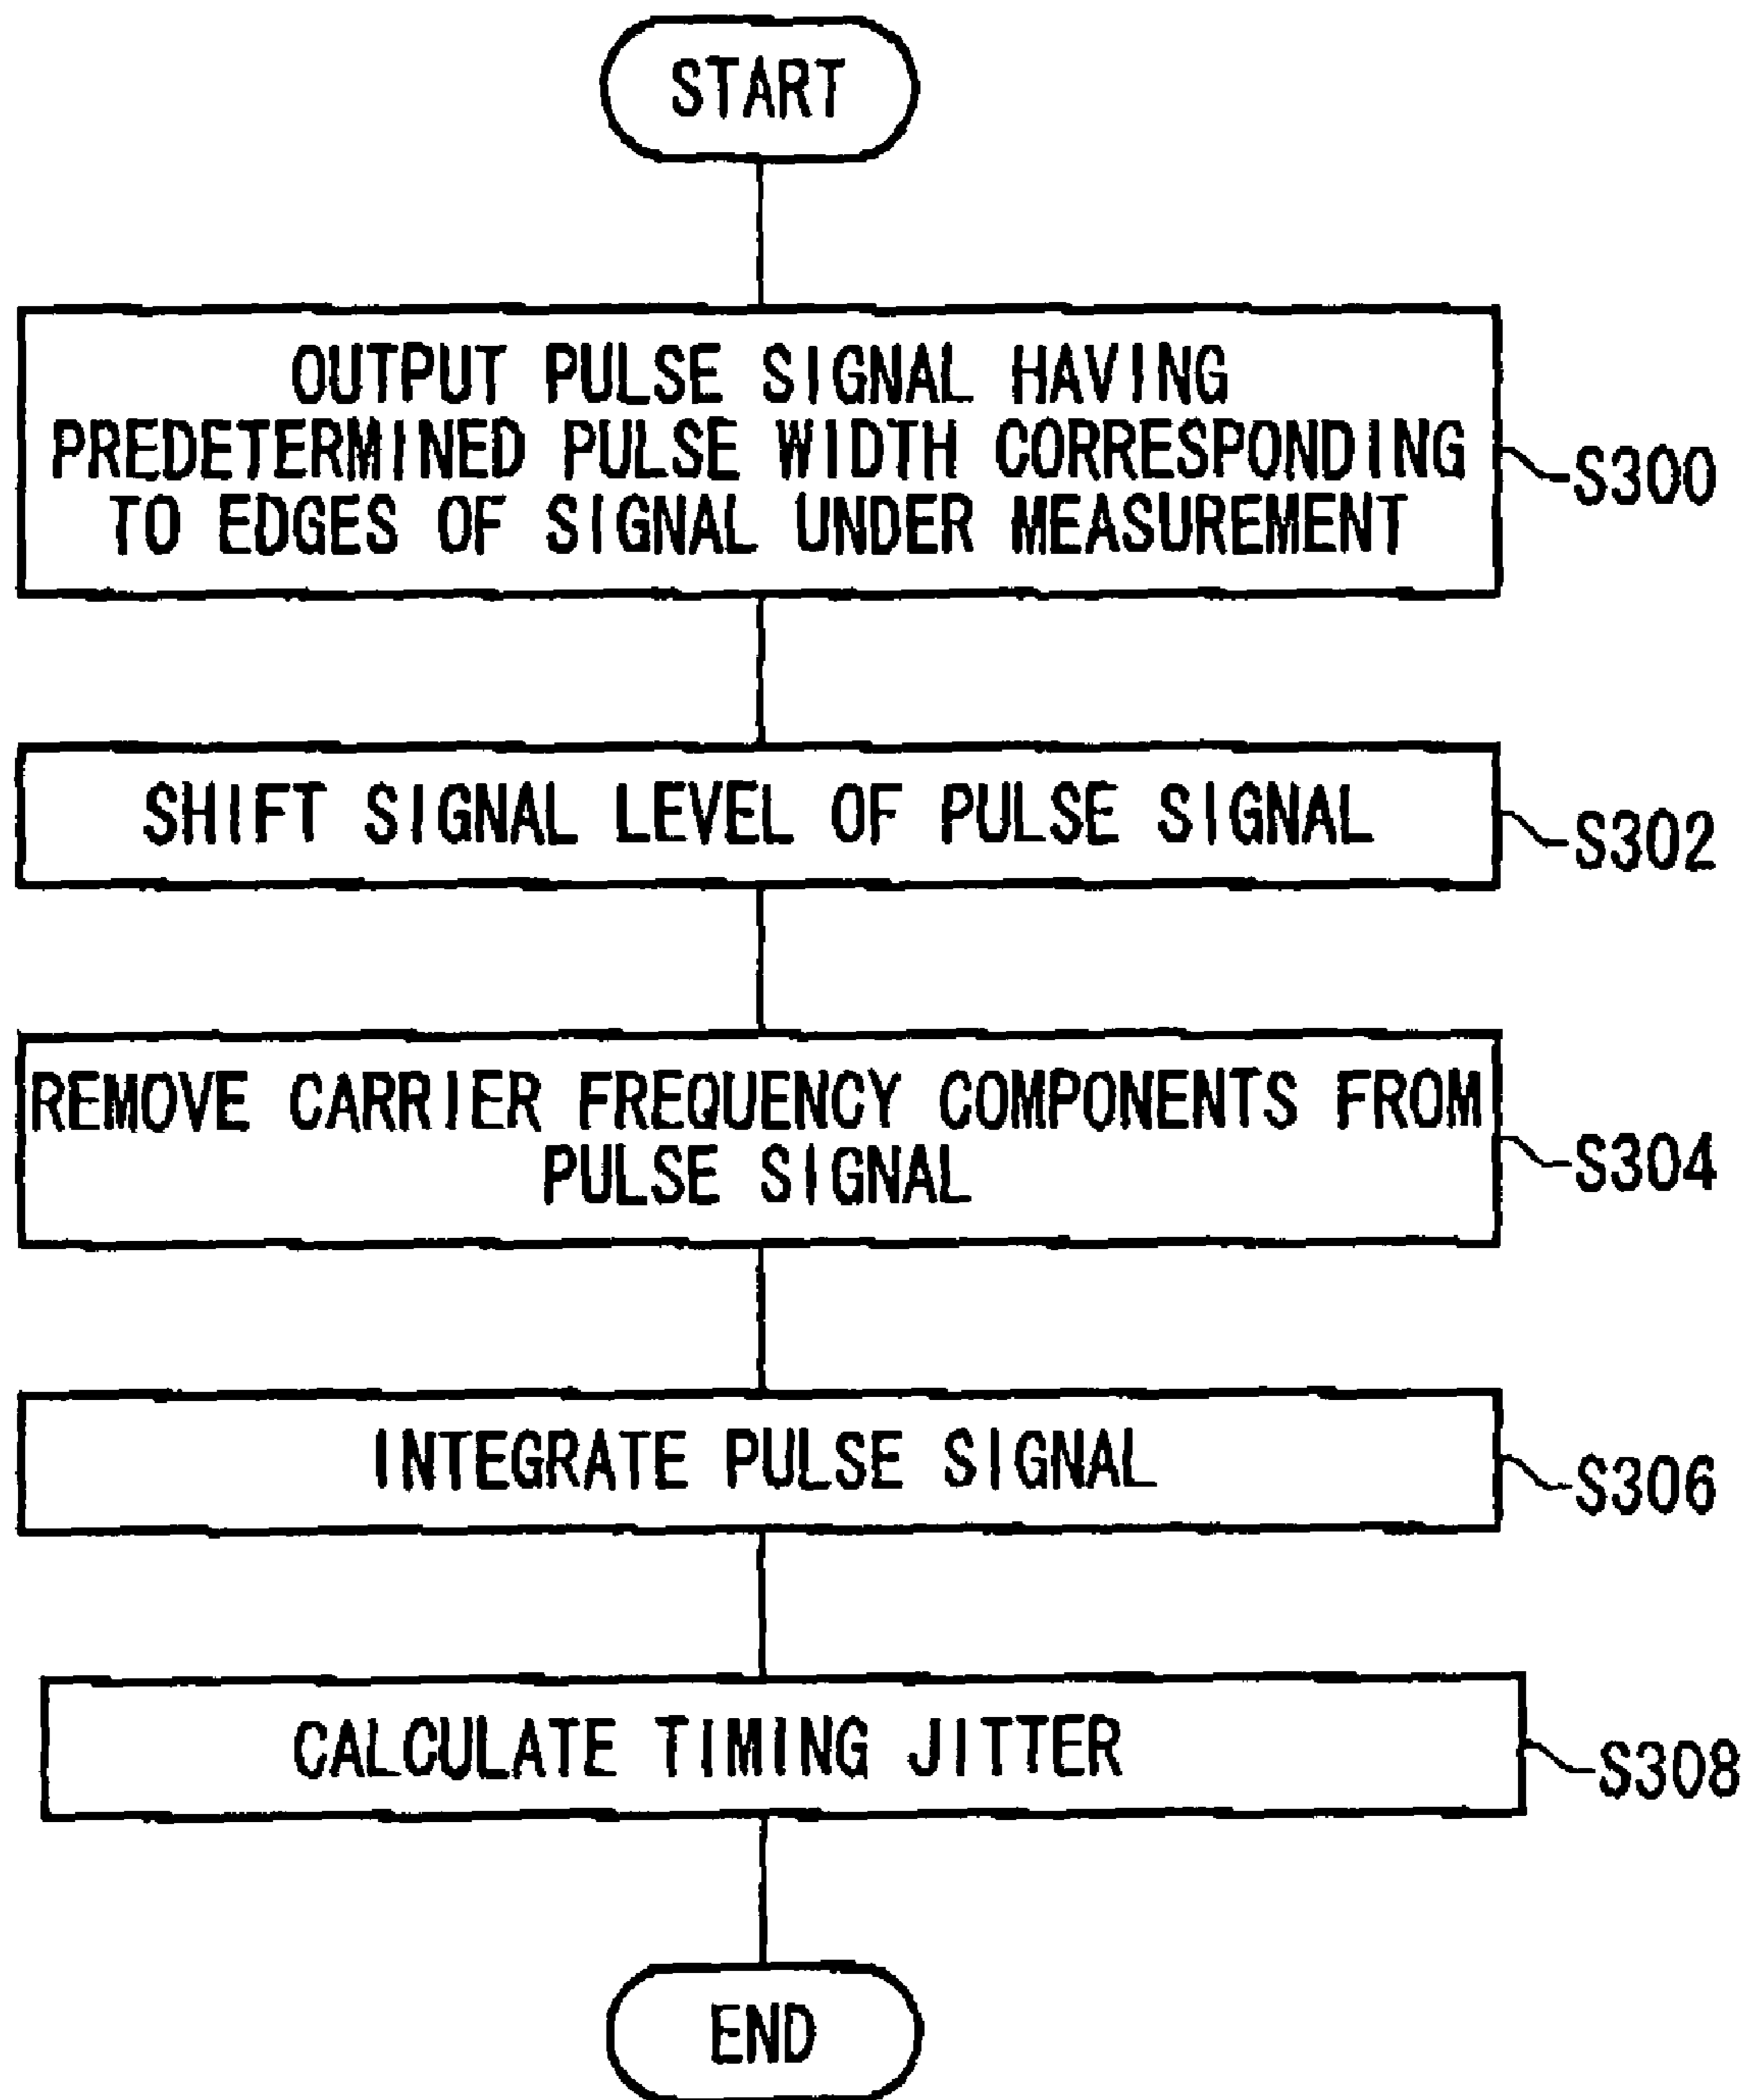 START
OUTPUT PULSE SIGNAL HAVING
PREDETERMINED PULSE WIDTH CORRESPONDING
TO EDGES OF SIGNAL UNDER MEASUREMENT
S300
SHIFT SIGNAL LEVEL OF PULSE SIGNAL
S302
REMOVE CARRIER FREQUENCY COMPONENTS FROM
PULSE SIGNAL
S304
INTEGRATE PULSE SIGNAL
S306
CALCULATE TIMING JITTER
S308
END